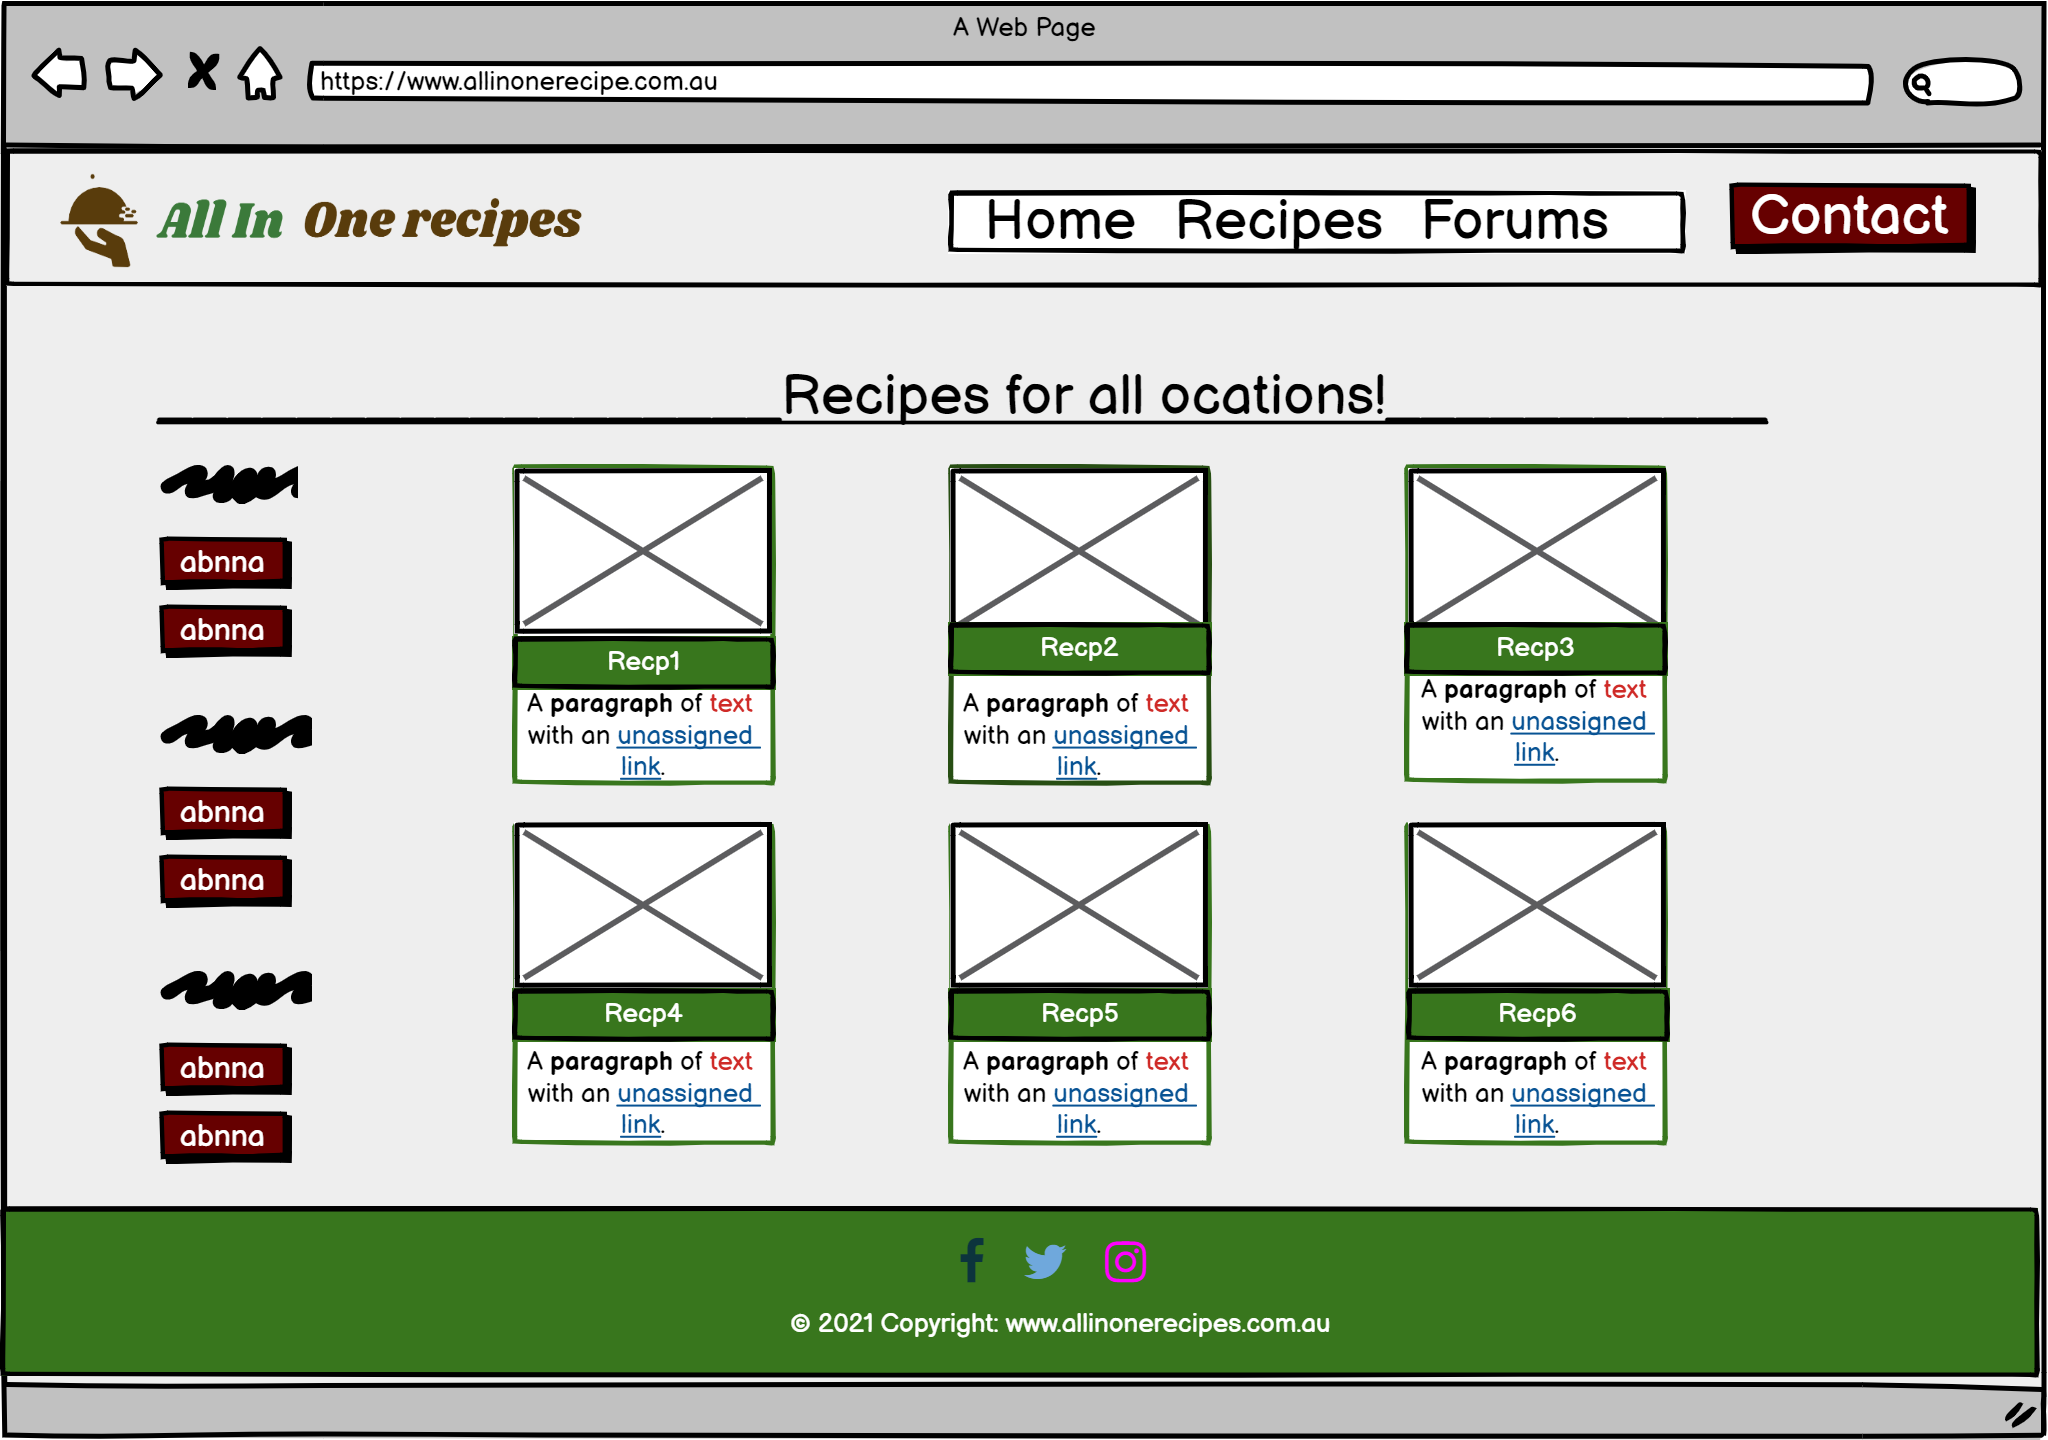 A Web Page
https://www.allinonerecipe.com.au
All In One recipes
Home Recipes Forums
Contact
Recipes for all ocations!
abnna
abnna
abnna
abnna
abnna
abnna
Recp1
A paragraph of text
with an unassigned
link.
Recp2
A paragraph of text
with an unassigned
link.
Recp3
A paragraph of text
with an unassigned
link.
Recp4
A paragraph of text
with an unassigned
link.
Recp5
A paragraph of text
with an unassigned
link.
Recp6
A paragraph of text
with an unassigned
link.
© 2021 Copyright: www.allinonerecipes.com.au